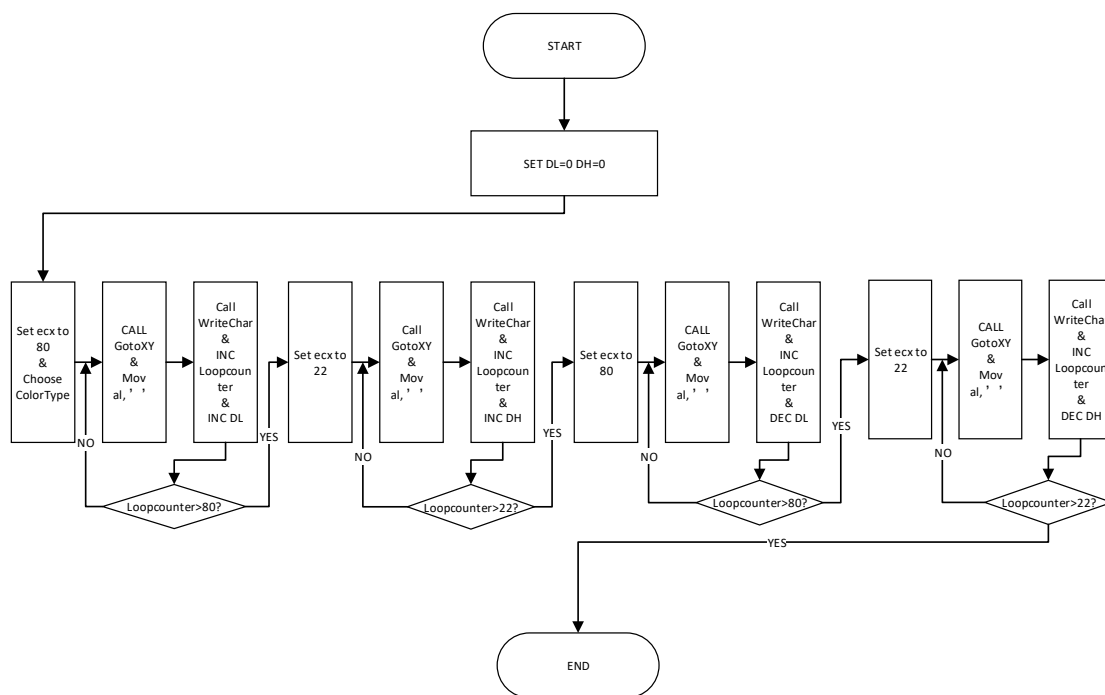 START
SET DL=0 DH=0
Set ecx to
80
&
Choose
ColorType
CALL
GotoXY
&
Mov
al, ’ ’
Call
WriteChar
&
INC
Loopcoun
ter
&
INC DL
NO
YES
Loopcounter>80?
Set ecx to
22
Call
GotoXY
&
Mov
al, ’ ’
Call
WriteChar
&
INC
Loopcoun
ter
&
INC DH
NO
YES
Loopcounter>22?
Set ecx to
80
CALL
GotoXY
&
Mov
al, ’ ’
Call
WriteChar
&
INC
Loopcoun
ter
&
DEC DL
NO
YES
Loopcounter>80?
Set ecx to
22
CALL
GotoXY
&
Mov
al, ’ ’
Call
WriteChar
&
INC
Loopcoun
ter
&
DEC DH
NO
Loopcounter>22?
YES
END